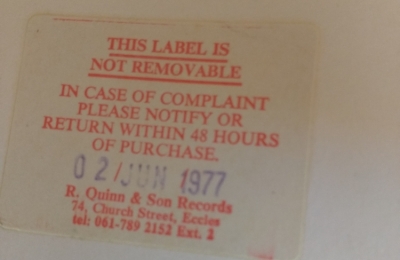 THIS LABEL IS
NOT REMOVABLE
IN CASE OF COMPLAINT
PLEASE NOTIFY OR
RETURN WITHIN 48 HOURS
OF PURCHASE.
02/JUN 1977
R. Quinn & Son Records
74, Church Street, Eccles
tel: 061-789 2152 Ext. 2